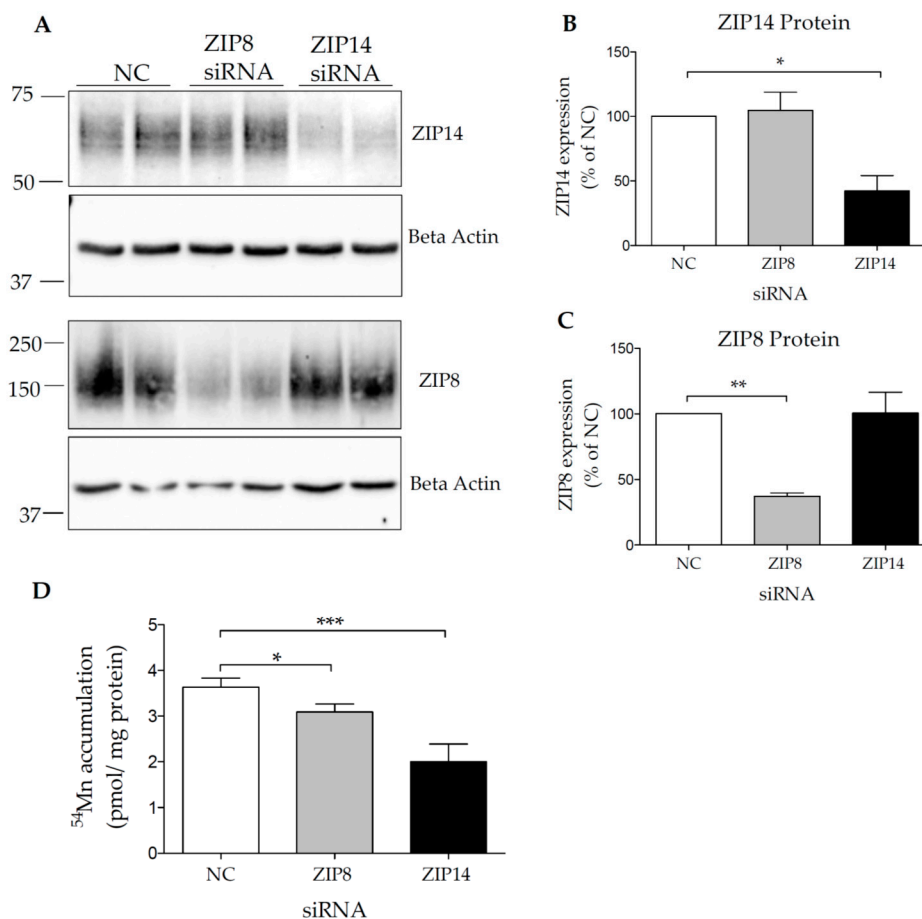 A
NC
ZIP8
siRNA
ZIP14
siRNA
75
50
ZIP14
Beta Actin
37
250
150
ZIP8
Beta Actin
37
B
ZIP14 Protein
ZIP14 expression
(% of NC)
150
100
50
0
*
NC ZIP8 ZIP14
siRNA
C
ZIP8 Protein
ZIP8 expression
(% of NC)
150
100
50
0
**
NC ZIP8 ZIP14
siRNA
D
⁵⁴Mn accumulation
(pmol/ mg protein)
5
4
3
2
1
0
***
*
NC ZIP8 ZIP14
siRNA